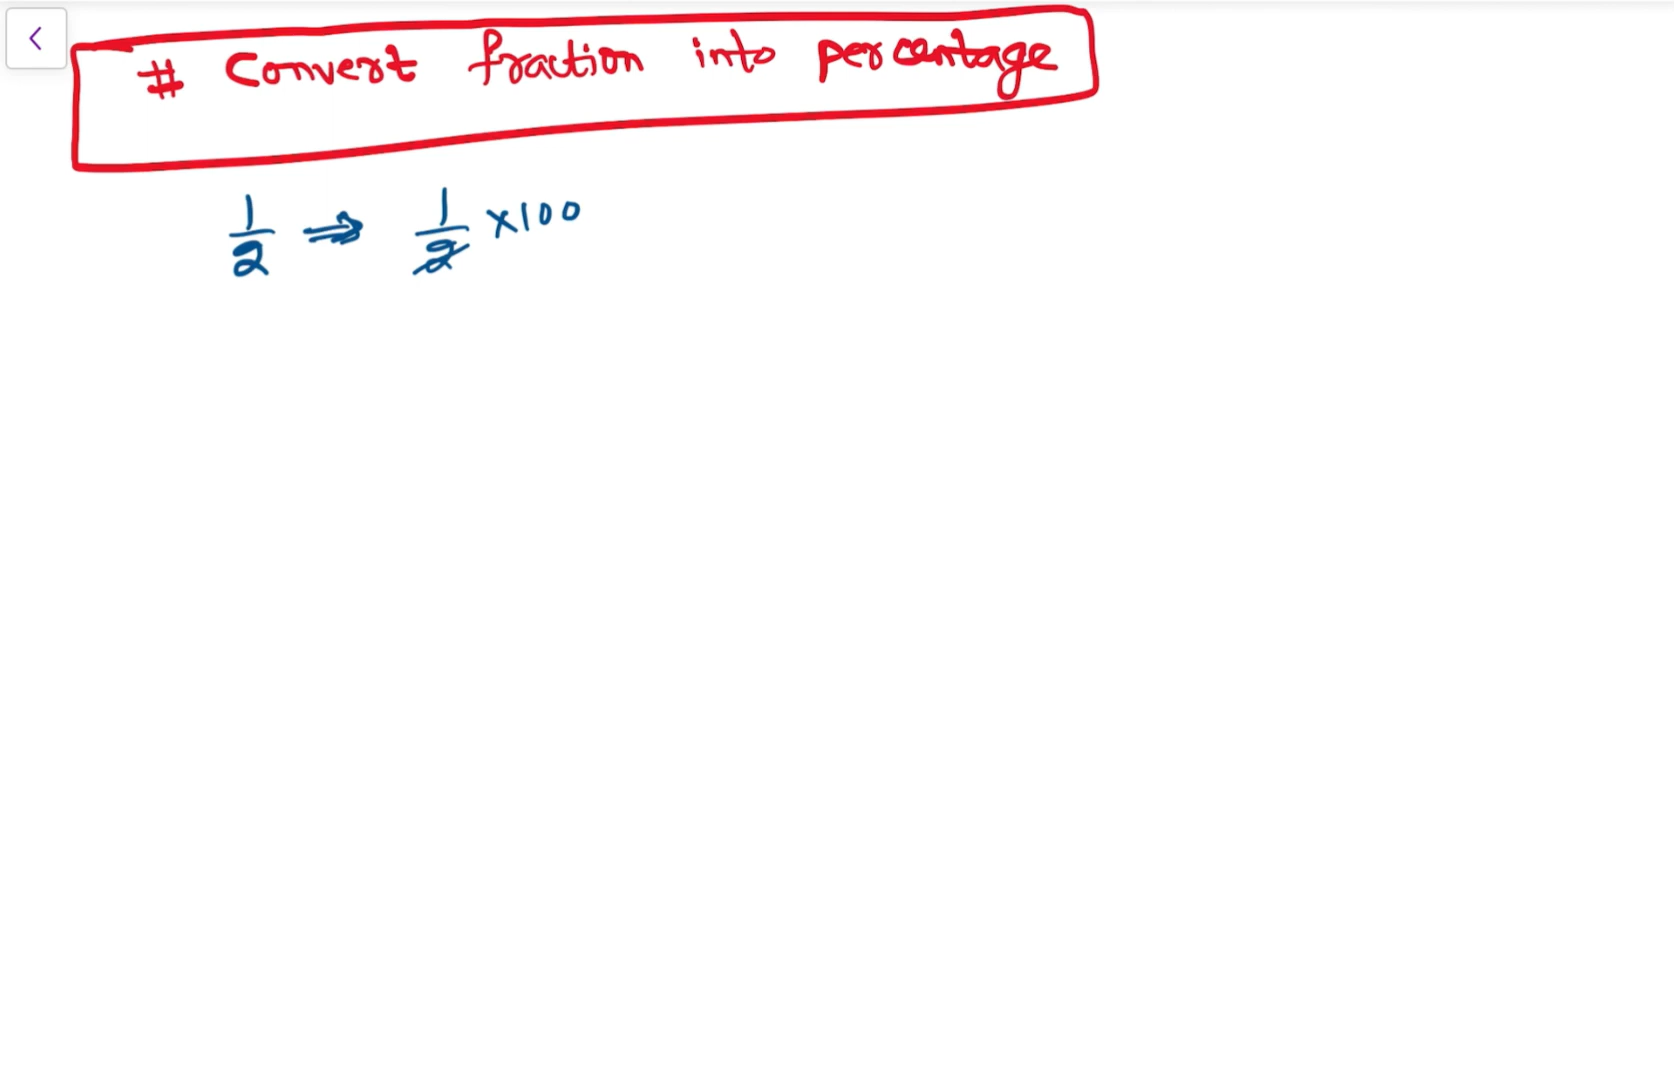 # Convert fraction into percentage
1/2 ⇒ 1/2 ×100